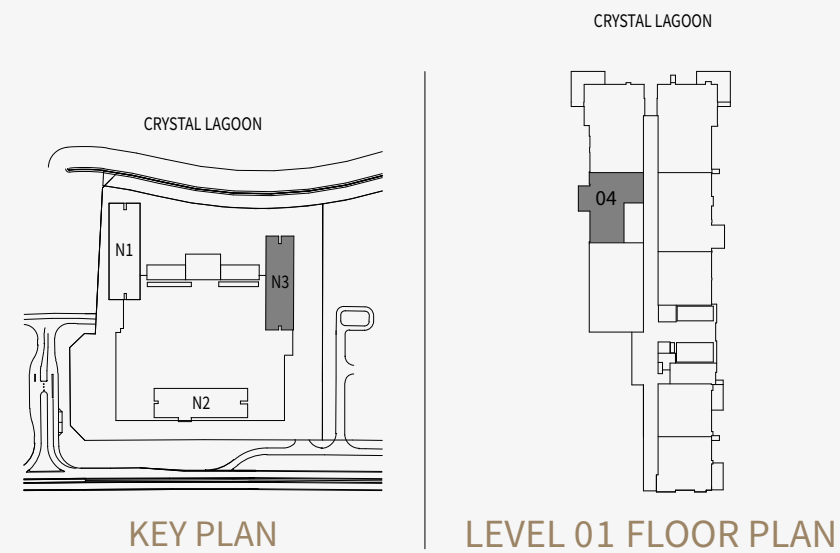 CRYSTAL LAGOON
N1
N3
N2
KEY PLAN
CRYSTAL LAGOON
04
LEVEL 01 FLOOR PLAN